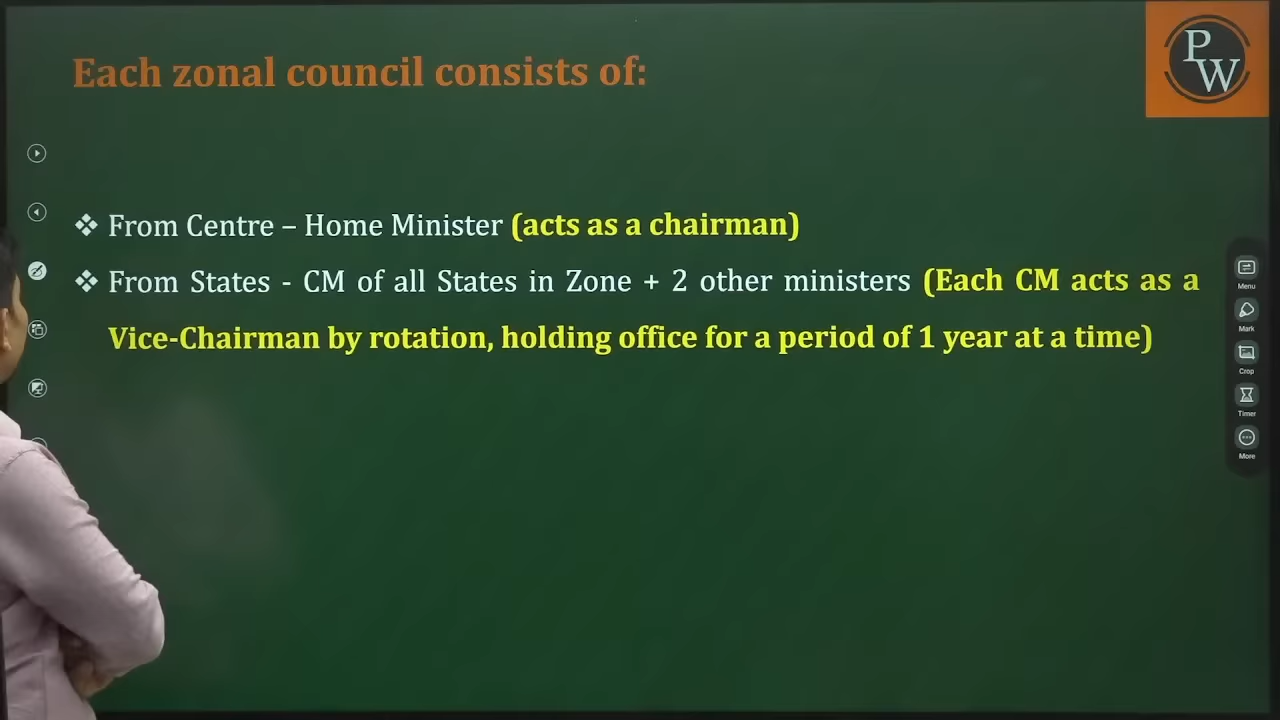 Each zonal council consists of:
PW
❖ From Centre – Home Minister (acts as a chairman)
❖ From States - CM of all States in Zone + 2 other ministers (Each CM acts as a
Vice-Chairman by rotation, holding office for a period of 1 year at a time)
Menu
Mark
Crop
Timer
More